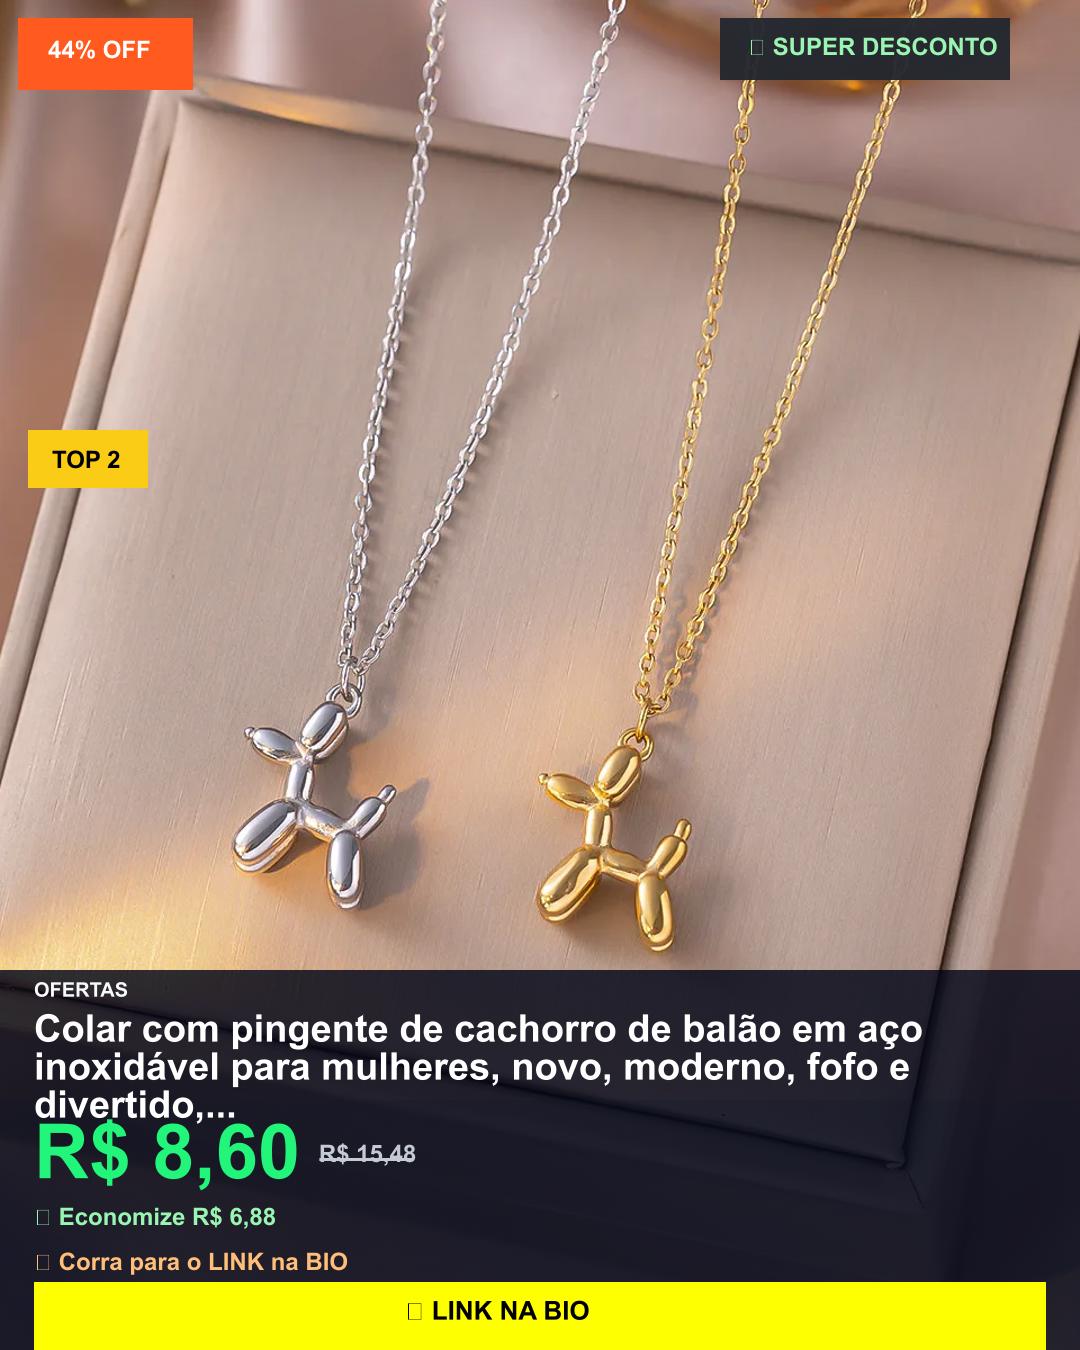 44% OFF
SUPER DESCONTO
TOP 2
OFERTAS
Colar com pingente de cachorro de balão em aço
inoxidável para mulheres, novo, moderno, fofo e
divertido,...
R$ 8,60 R$ 15,48
Economize R$ 6,88
Corra para o LINK na BIO
LINK NA BIO